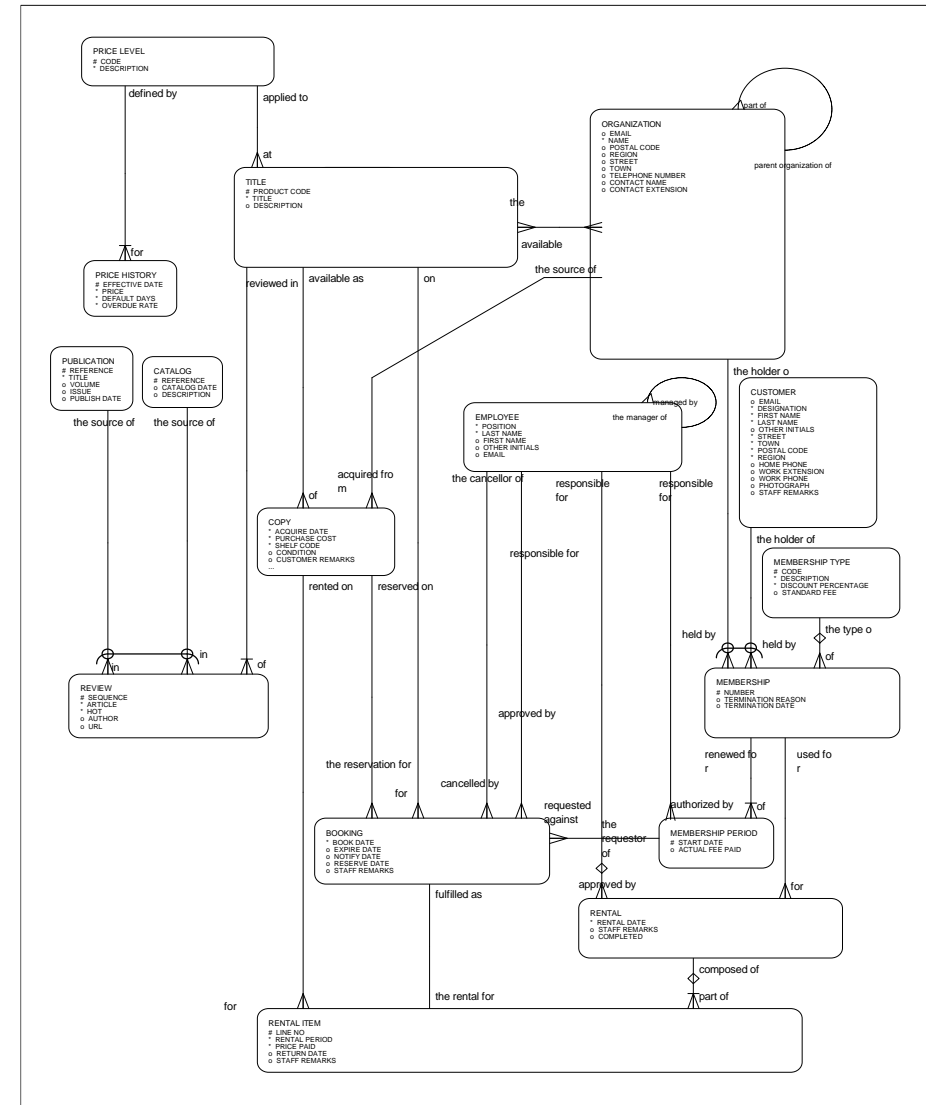 PRICE LEVEL
# CODE
* DESCRIPTION
defined by
applied to
at
part of
ORGANIZATION
o EMAIL
* NAME
o POSTAL CODE
o REGION
o STREET
o TOWN
o TELEPHONE NUMBER
o CONTACT NAME
o CONTACT EXTENSION
parent organization of
TITLE
# PRODUCT CODE
* TITLE
o DESCRIPTION
the
available
for
PRICE HISTORY
# EFFECTIVE DATE
* PRICE
* DEFAULT DAYS
* OVERDUE RATE
reviewed in
available as
on
the source of
PUBLICATION
# REFERENCE
* TITLE
o VOLUME
o ISSUE
o PUBLISH DATE
CATALOG
# REFERENCE
o CATALOG DATE
o DESCRIPTION
the source of
the source of
the holder o
CUSTOMER
o EMAIL
* DESIGNATION
* FIRST NAME
* LAST NAME
o OTHER INITIALS
* STREET
* TOWN
* POSTAL CODE
* REGION
o HOME PHONE
o WORK EXTENSION
o WORK PHONE
o PHOTOGRAPH
o STAFF REMARKS
managed by
the manager of
EMPLOYEE
* POSITION
* LAST NAME
o FIRST NAME
o OTHER INITIALS
o EMAIL
acquired fro
m
of
the cancellor of
responsible
for
responsible
for
responsible for
COPY
* ACQUIRE DATE
* PURCHASE COST
* SHELF CODE
o CONDITION
o CUSTOMER REMARKS
...
rented on
reserved on
the holder of
MEMBERSHIP TYPE
# CODE
* DESCRIPTION
* DISCOUNT PERCENTAGE
o STANDARD FEE
the type o
held by
held by
of
in
in
of
REVIEW
# SEQUENCE
* ARTICLE
* HOT
o AUTHOR
o URL
MEMBERSHIP
# NUMBER
o TERMINATION REASON
o TERMINATION DATE
approved by
renewed fo
r
used fo
r
the reservation for
for
cancelled by
requested
against
authorized by
of
the
requestor
of
BOOKING
* BOOK DATE
o EXPIRE DATE
o NOTIFY DATE
o RESERVE DATE
o STAFF REMARKS
MEMBERSHIP PERIOD
# START DATE
o ACTUAL FEE PAID
fulfilled as
approved by
for
RENTAL
* RENTAL DATE
o STAFF REMARKS
o COMPLETED
composed of
for
the rental for
part of
RENTAL ITEM
# LINE NO
* RENTAL PERIOD
* PRICE PAID
o RETURN DATE
o STAFF REMARKS